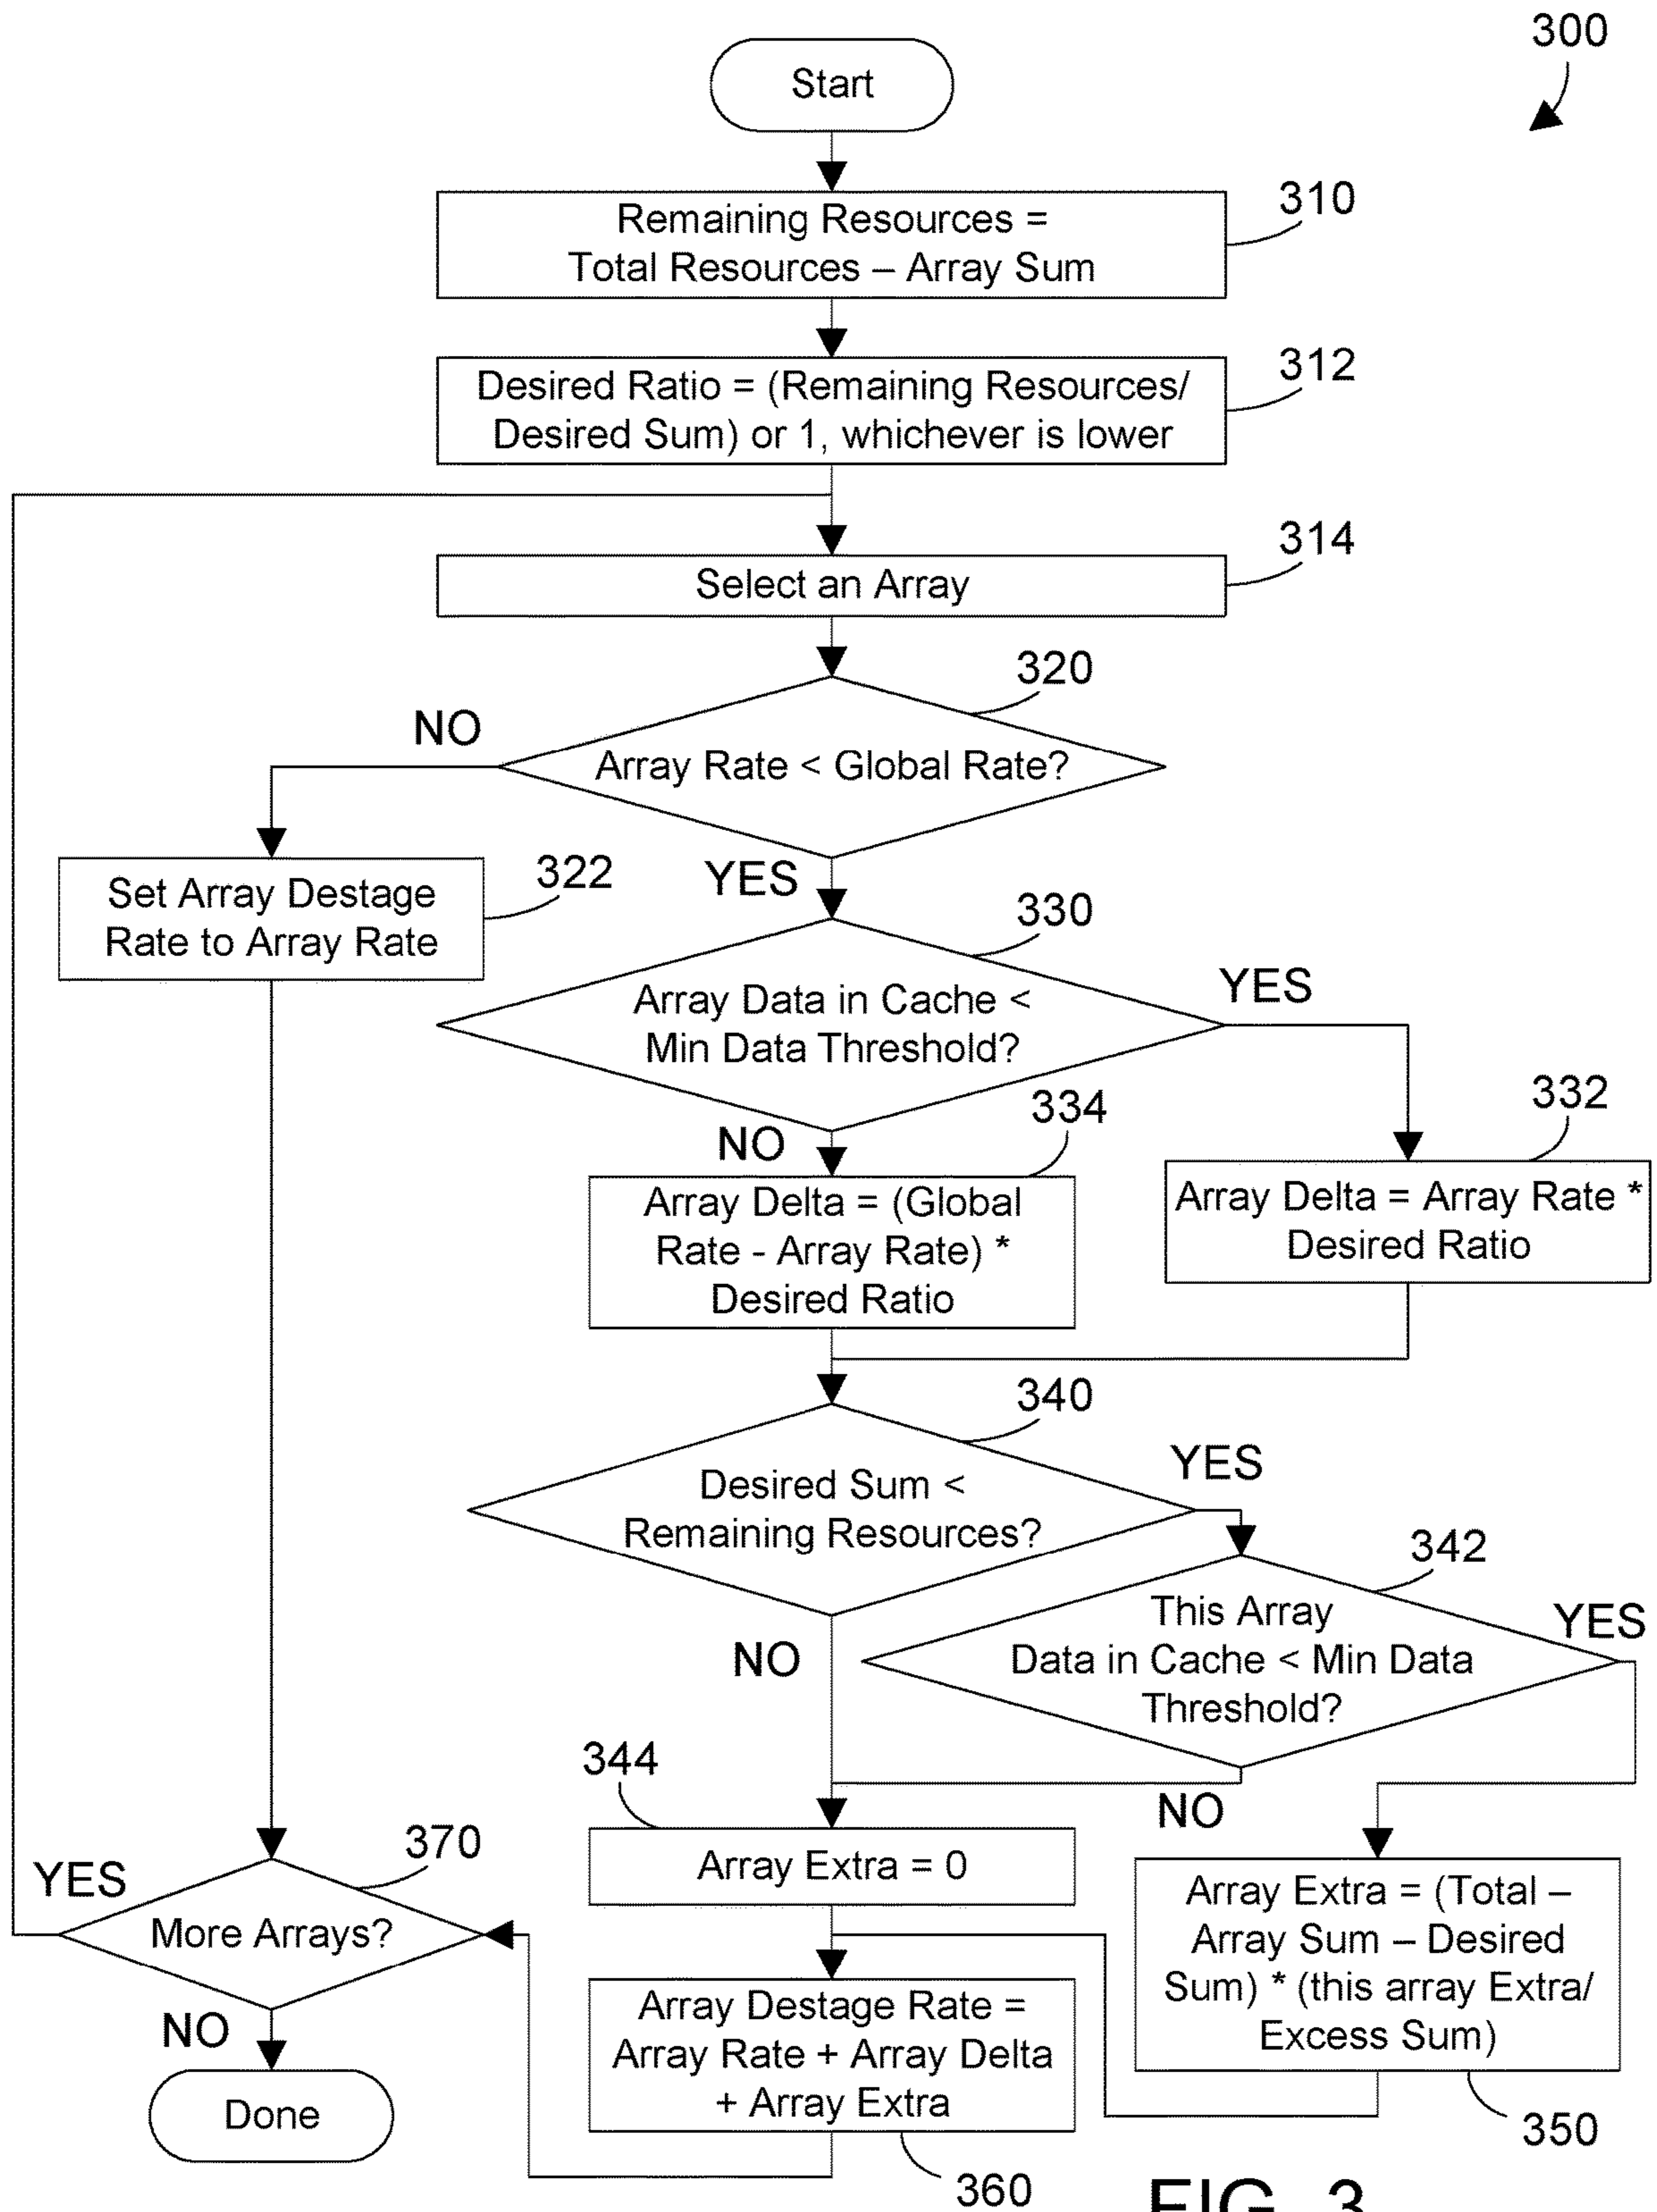 300
Start
310
Remaining Resources =
Total Resources – Array Sum
312
Desired Ratio = (Remaining Resources/
Desired Sum) or 1, whichever is lower
314
Select an Array
320
NO
Array Rate < Global Rate?
YES
322
Set Array Destage
Rate to Array Rate
330
YES
Array Data in Cache <
Min Data Threshold?
NO
334
332
Array Delta = (Global
Rate - Array Rate) *
Desired Ratio
Array Delta = Array Rate *
Desired Ratio
340
YES
Desired Sum <
Remaining Resources?
NO
342
YES
This Array
Data in Cache < Min Data
Threshold?
NO
344
Array Extra = 0
370
YES
More Arrays?
NO
Done
Array Extra = (Total –
Array Sum – Desired
Sum) * (this array Extra/
Excess Sum)
350
Array Destage Rate =
Array Rate + Array Delta
+ Array Extra
360
FIG. 3